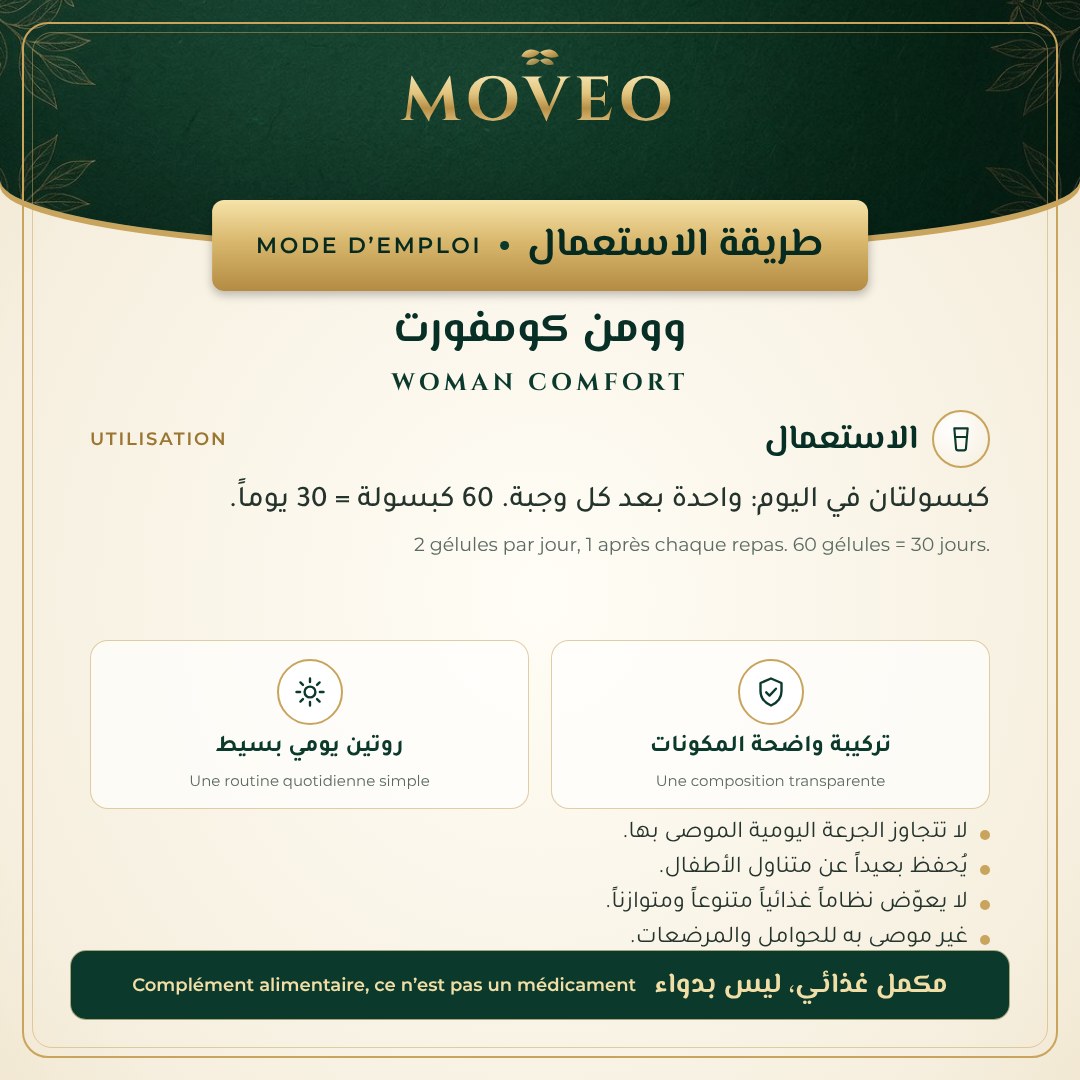 MOVEO
طريقة الاستعمال • MODE D’EMPLOI
وومن كومفورت
WOMAN COMFORT
الاستعمال
UTILISATION
كبسولتان في اليوم: واحدة بعد كل وجبة. 60 كبسولة = 30 يوماً.
2 gélules par jour, 1 après chaque repas. 60 gélules = 30 jours.
تركيبة واضحة المكونات
Une composition transparente
روتين يومي بسيط
Une routine quotidienne simple
لا تتجاوز الجرعة اليومية الموصى بها.
يُحفظ بعيداً عن متناول الأطفال.
لا يعوّض نظاماً غذائياً متنوعاً ومتوازناً.
غير موصى به للحوامل والمرضعات.
مكمل غذائي، ليس بدواء Complément alimentaire, ce n’est pas un médicament